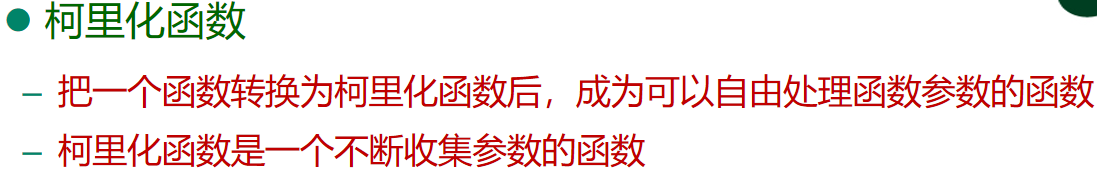 柯里化函数
– 把一个函数转换为柯里化函数后，成为可以自由处理函数参数的函数
– 柯里化函数是一个不断收集参数的函数